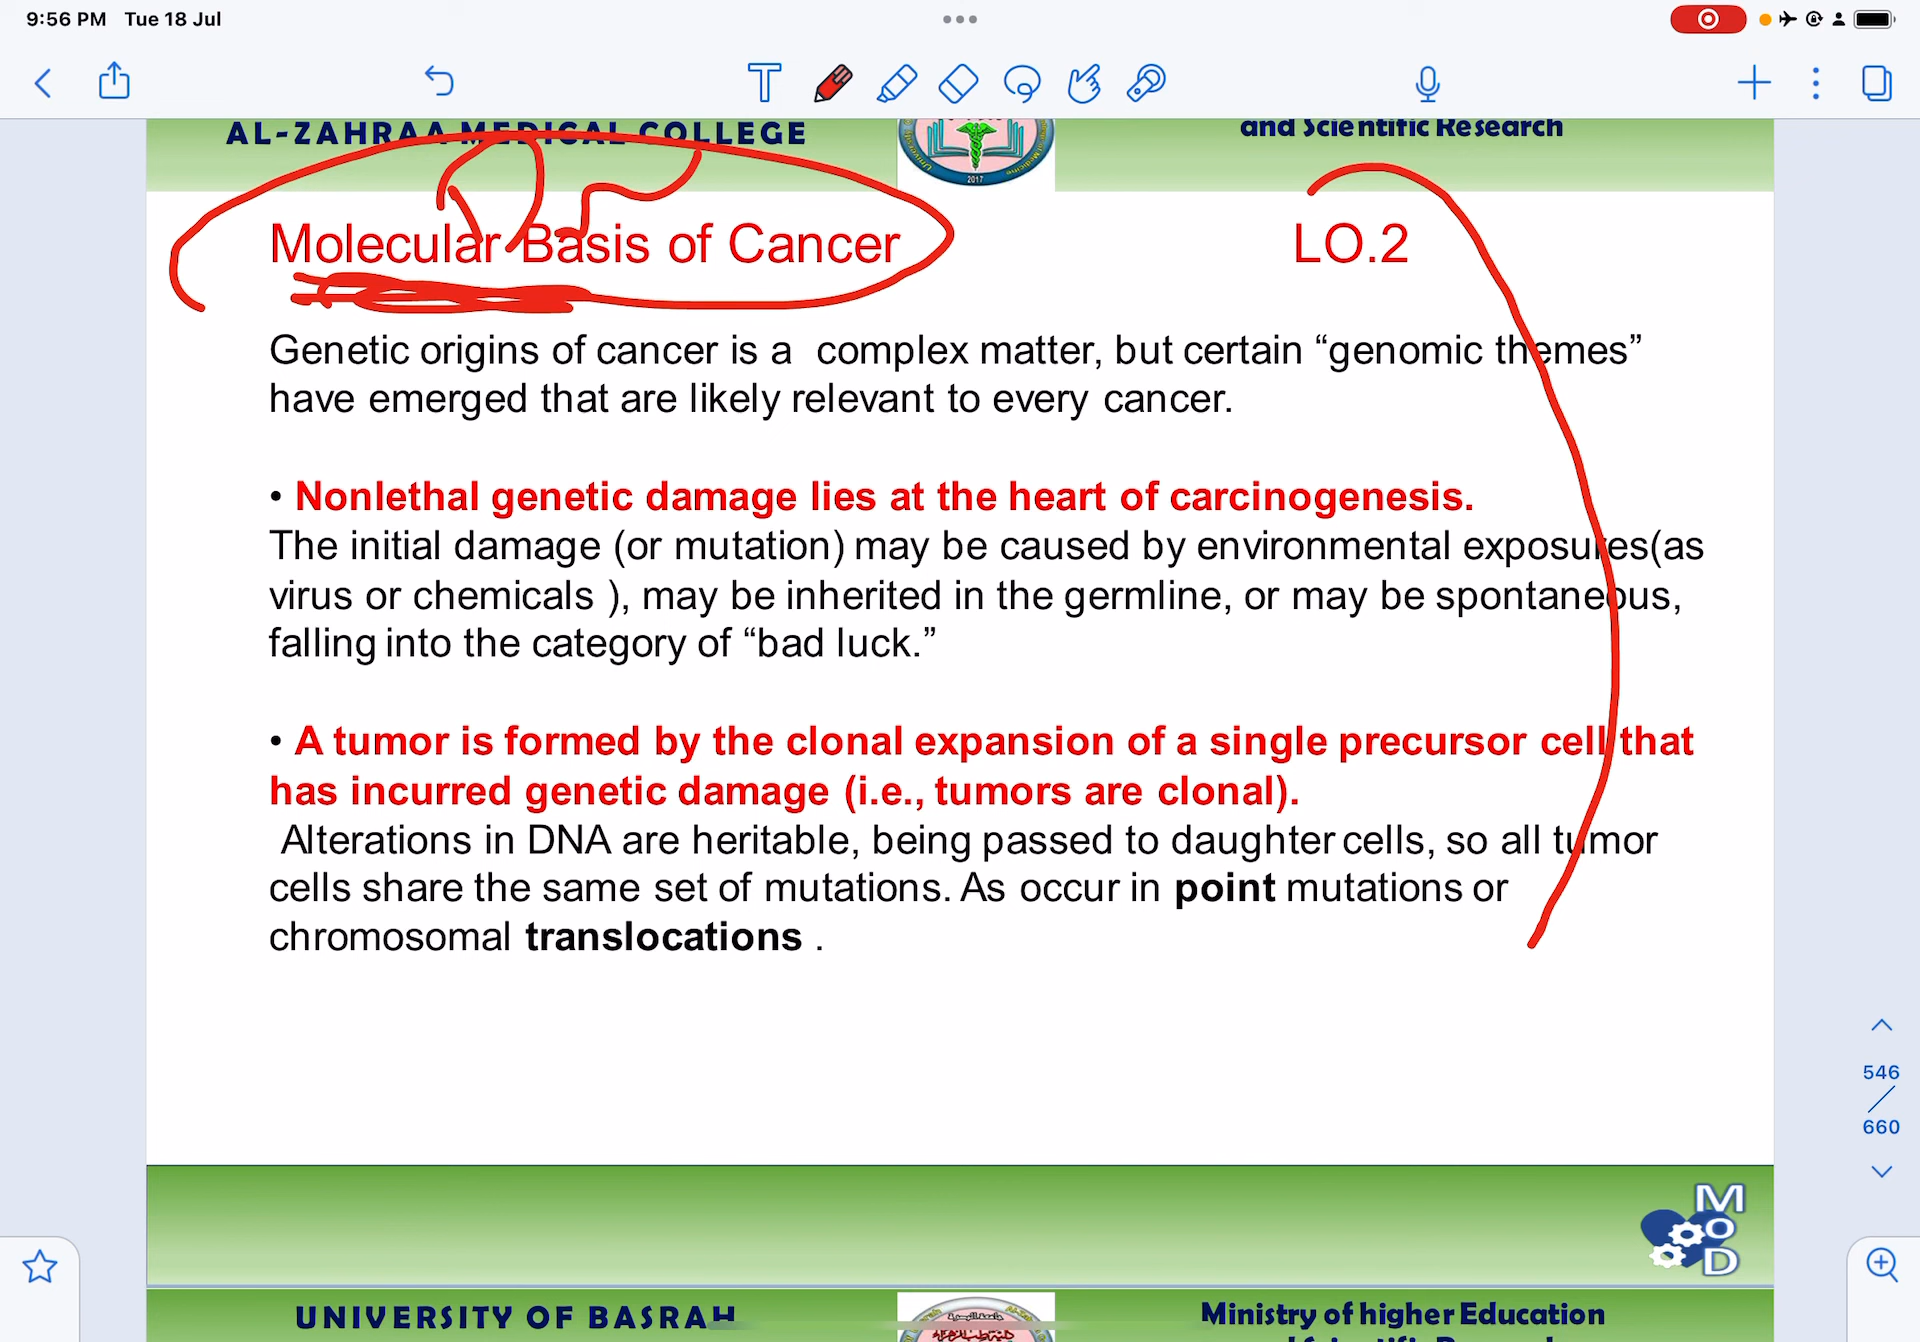 9:56 PM Tue 18 Jul
AL-ZAHRAA MEDICAL COLLEGE
and Scientific Research
2017
Molecular Basis of Cancer
LO.2
Genetic origins of cancer is a complex matter, but certain “genomic themes”
have emerged that are likely relevant to every cancer.
• Nonlethal genetic damage lies at the heart of carcinogenesis.
The initial damage (or mutation) may be caused by environmental exposures(as
virus or chemicals ), may be inherited in the germline, or may be spontaneous,
falling into the category of “bad luck.”
• A tumor is formed by the clonal expansion of a single precursor cell that
has incurred genetic damage (i.e., tumors are clonal).
Alterations in DNA are heritable, being passed to daughter cells, so all tumor
cells share the same set of mutations. As occur in point mutations or
chromosomal translocations .
546
660
MOD
UNIVERSITY OF BASRAH
Ministry of higher Education